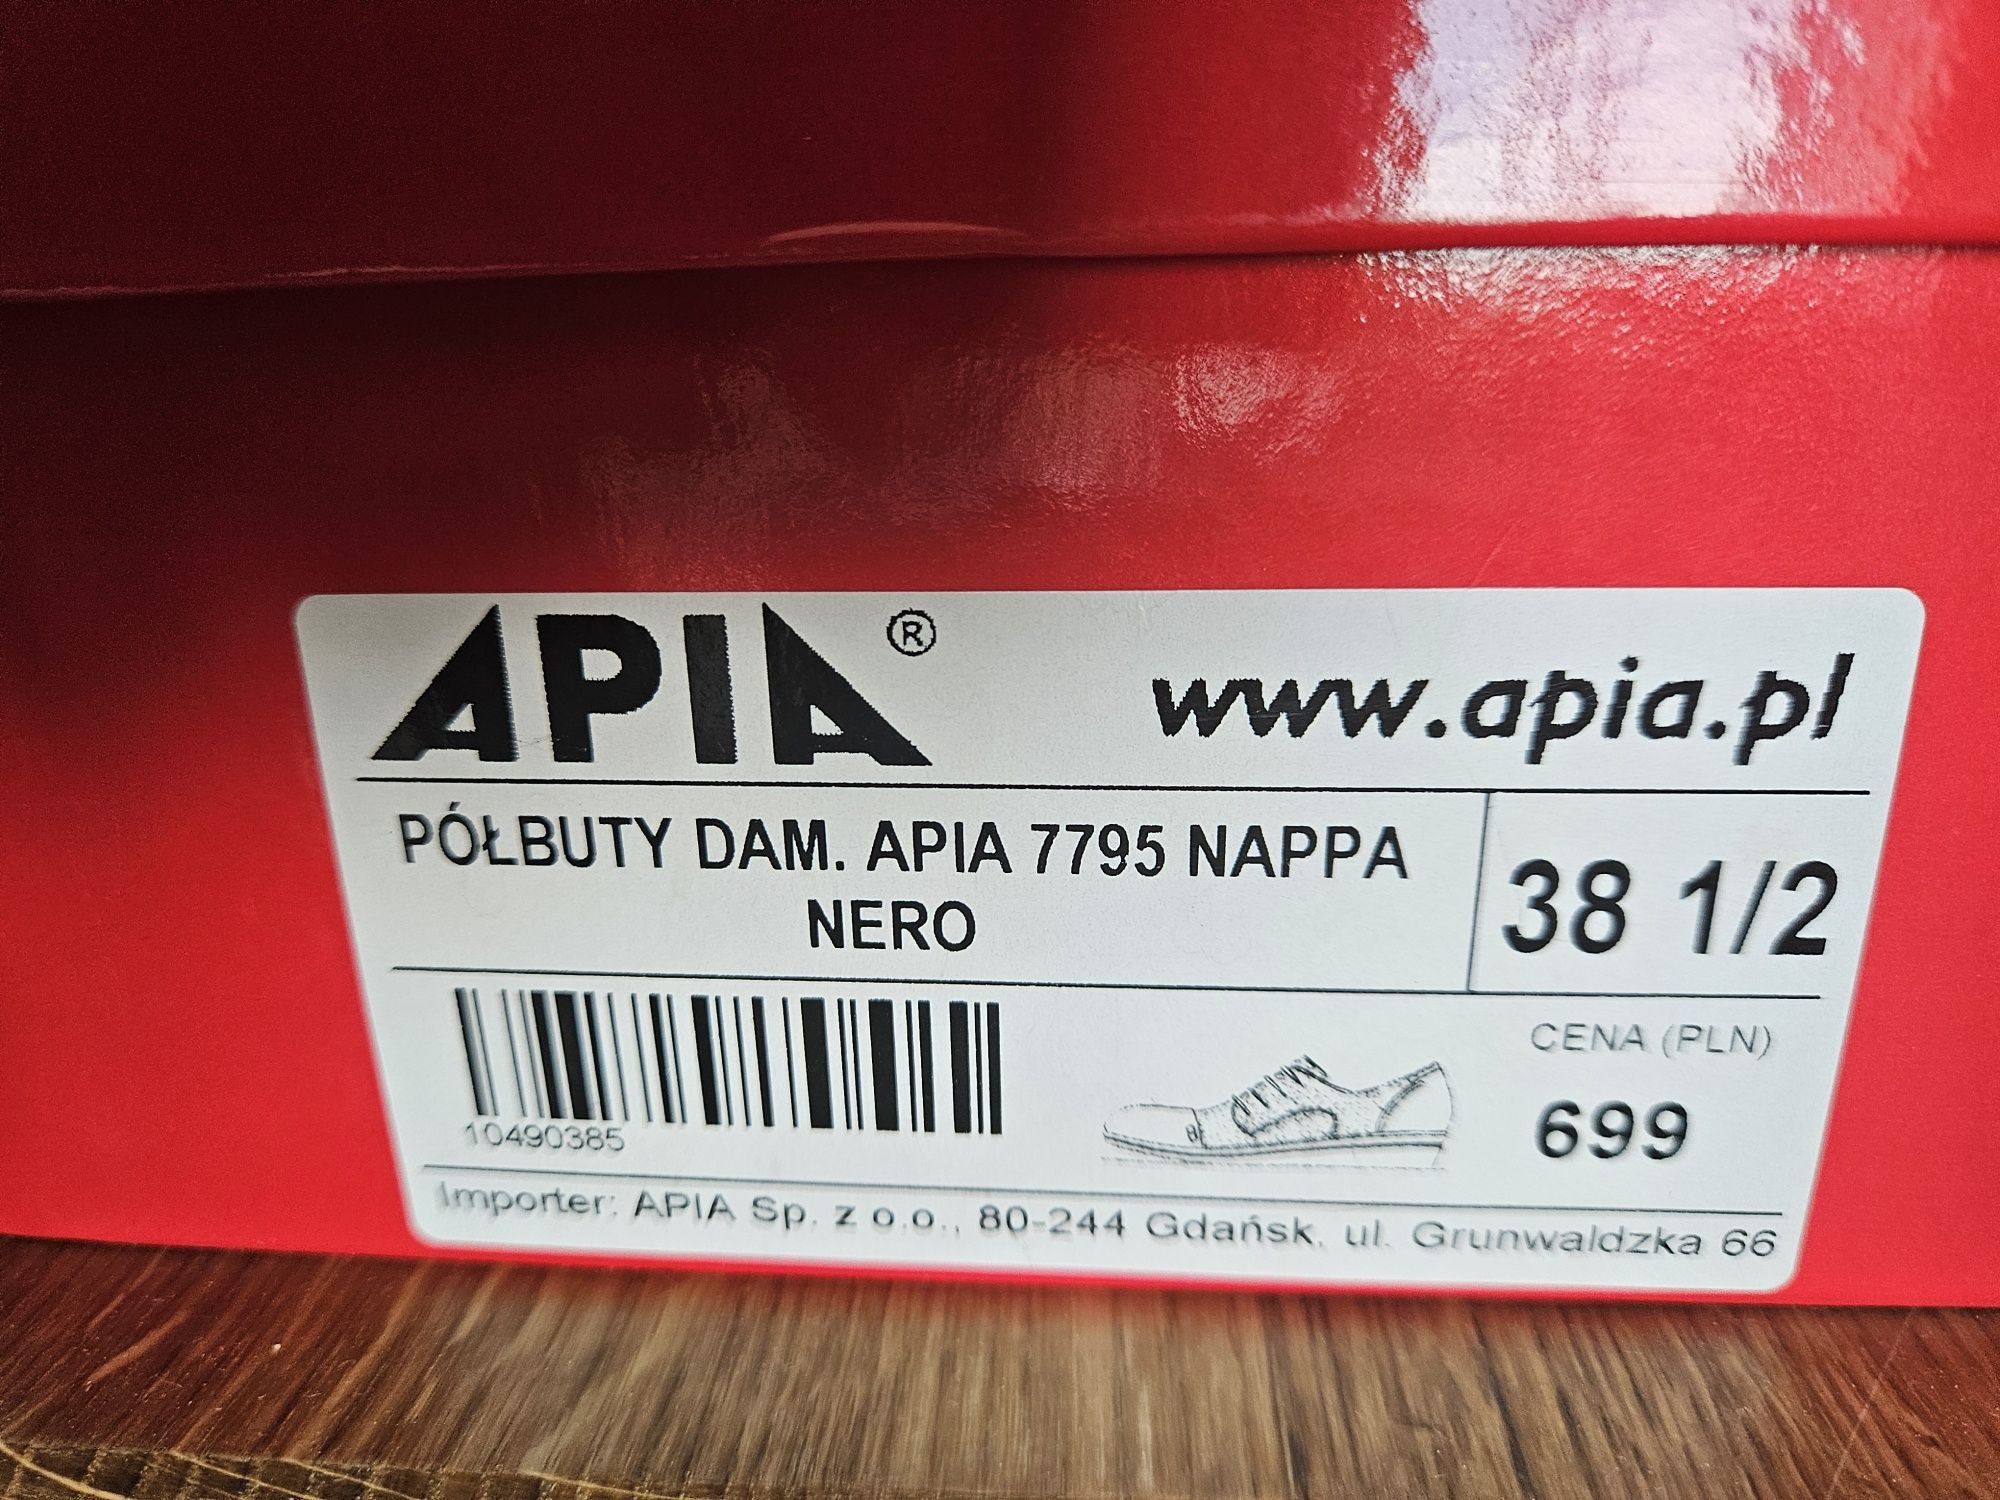 APIA®
www.apia.pl
PÓŁBUTY DAM. APIA 7795 NAPPA
NERO
38 1/2
10490385
CENA (PLN)
699
Importer: APIA Sp. z o.o., 80-244 Gdańsk, ul. Grunwaldzka 66